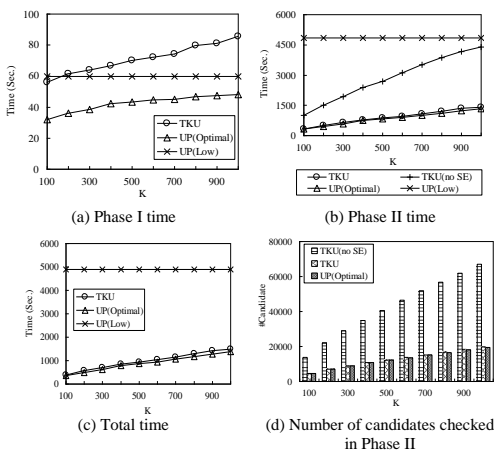 100
80
60
40
20
0
Time (Sec.)
TKU
UP(Optimal)
UP(Low)
100 300 500 700 900
K
(a) Phase I time
6000
4500
3000
1500
0
Time (Sec.)
100 300 500 700 900
K
TKU TKU(no SE)
UP(Optimal) UP(Low)
(b) Phase II time
6000
5000
4000
3000
2000
1000
0
Time (Sec.)
TKU
UP(Optimal)
UP(Low)
100 300 500 700 900
K
(c) Total time
80000
60000
40000
20000
0
#Candidate
TKU(no SE)
TKU
UP(Optimal)
100 300 500 700 900
K
(d) Number of candidates checked
in Phase II